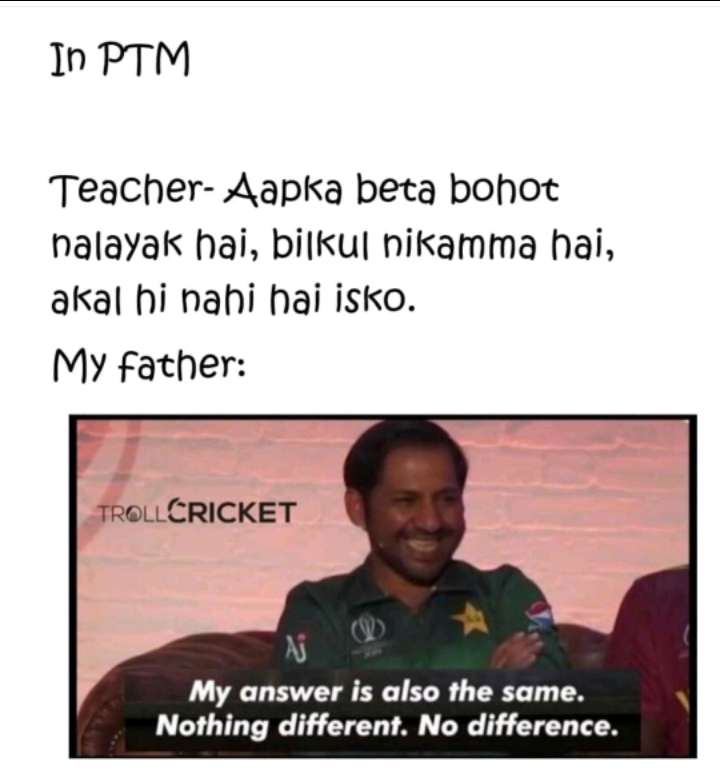 In PTM
Teacher- Aapka beta bohot
nalayak hai, bilkul nikamma hai,
akal hi nahi hai isko.
My father:
TROLLCRICKET
AJ
My answer is also the same.
Nothing different. No difference.